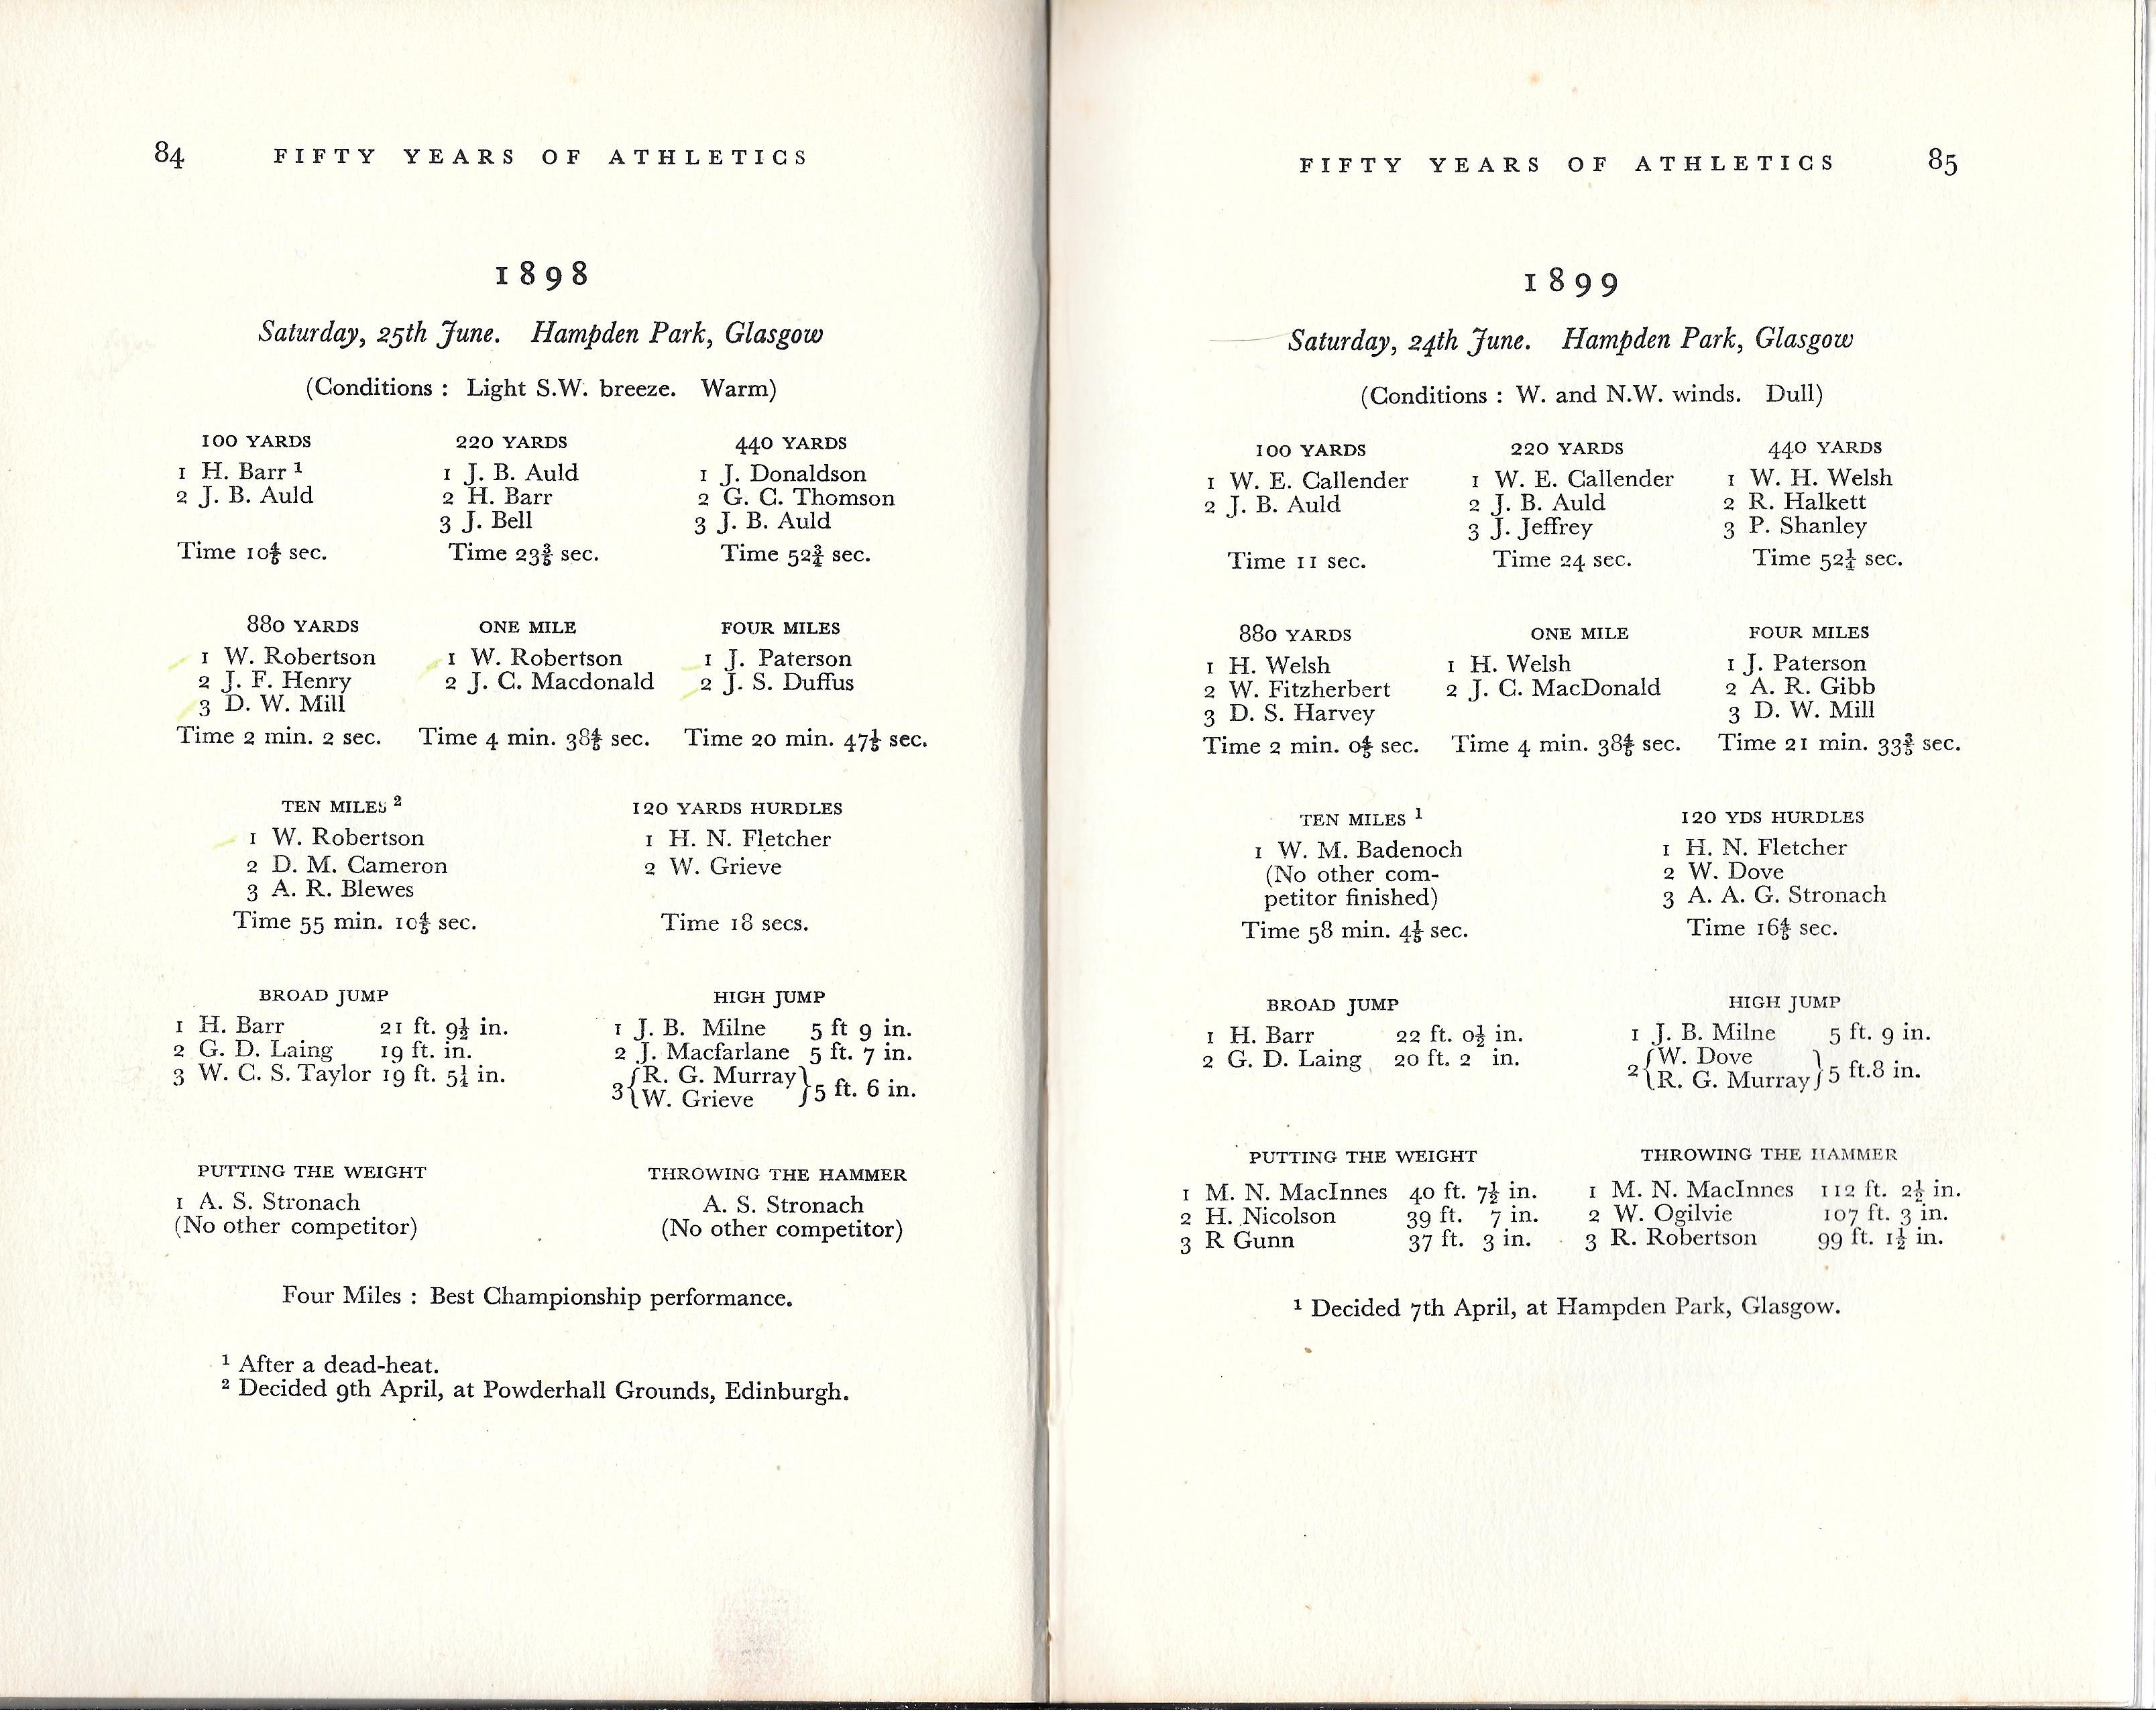 84 FIFTY YEARS OF ATHLETICS
1898
Saturday, 25th June. Hampden Park, Glasgow
(Conditions : Light S.W. breeze. Warm)
100 YARDS
1 H. Barr ¹
2 J. B. Auld
Time 10⅘ sec.
220 YARDS
1 J. B. Auld
2 H. Barr
3 J. Bell
Time 23⅗ sec.
440 YARDS
1 J. Donaldson
2 G. C. Thomson
3 J. B. Auld
Time 52¾ sec.
880 YARDS
1 W. Robertson
2 J. F. Henry
3 D. W. Mill
Time 2 min. 2 sec.
ONE MILE
1 W. Robertson
2 J. C. Macdonald
Time 4 min. 38⅘ sec.
FOUR MILES
1 J. Paterson
2 J. S. Duffus
Time 20 min. 47⅕ sec.
TEN MILES ²
1 W. Robertson
2 D. M. Cameron
3 A. R. Blewes
Time 55 min. 10⅘ sec.
120 YARDS HURDLES
1 H. N. Fletcher
2 W. Grieve
Time 18 secs.
BROAD JUMP
1 H. Barr 21 ft. 9½ in.
2 G. D. Laing 19 ft. in.
3 W. C. S. Taylor 19 ft. 5¼ in.
HIGH JUMP
1 J. B. Milne 5 ft 9 in.
2 J. Macfarlane 5 ft. 7 in.
3 {R. G. Murray
{W. Grieve } 5 ft. 6 in.
PUTTING THE WEIGHT
1 A. S. Stronach
(No other competitor)
THROWING THE HAMMER
A. S. Stronach
(No other competitor)
Four Miles : Best Championship performance.
¹ After a dead-heat.
² Decided 9th April, at Powderhall Grounds, Edinburgh.
FIFTY YEARS OF ATHLETICS 85
1899
Saturday, 24th June. Hampden Park, Glasgow
(Conditions : W. and N.W. winds. Dull)
100 YARDS
1 W. E. Callender
2 J. B. Auld
Time 11 sec.
220 YARDS
1 W. E. Callender
2 J. B. Auld
3 J. Jeffrey
Time 24 sec.
440 YARDS
1 W. H. Welsh
2 R. Halkett
3 P. Shanley
Time 52¼ sec.
880 YARDS
1 H. Welsh
2 W. Fitzherbert
3 D. S. Harvey
Time 2 min. 0⅘ sec.
ONE MILE
1 H. Welsh
2 J. C. MacDonald
Time 4 min. 38⅘ sec.
FOUR MILES
1 J. Paterson
2 A. R. Gibb
3 D. W. Mill
Time 21 min. 33⅗ sec.
TEN MILES ¹
1 W. M. Badenoch
(No other com-
petitor finished)
Time 58 min. 4⅕ sec.
120 YDS HURDLES
1 H. N. Fletcher
2 W. Dove
3 A. A. G. Stronach
Time 16⅘ sec.
BROAD JUMP
1 H. Barr 22 ft. 0½ in.
2 G. D. Laing 20 ft. 2 in.
HIGH JUMP
1 J. B. Milne 5 ft. 9 in.
2 {W. Dove
{R. G. Murray } 5 ft.8 in.
PUTTING THE WEIGHT
1 M. N. MacInnes 40 ft. 7½ in.
2 H. Nicolson 39 ft. 7 in.
3 R Gunn 37 ft. 3 in.
THROWING THE HAMMER
1 M. N. MacInnes 112 ft. 2½ in.
2 W. Ogilvie 107 ft. 3 in.
3 R. Robertson 99 ft. 1½ in.
¹ Decided 7th April, at Hampden Park, Glasgow.